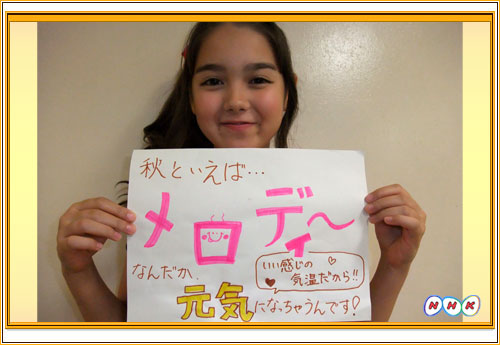 秋といえば…
メロディ〜
なんだか、
いい感じの
気温だから!!
元気になっちゃうんです!
NHK